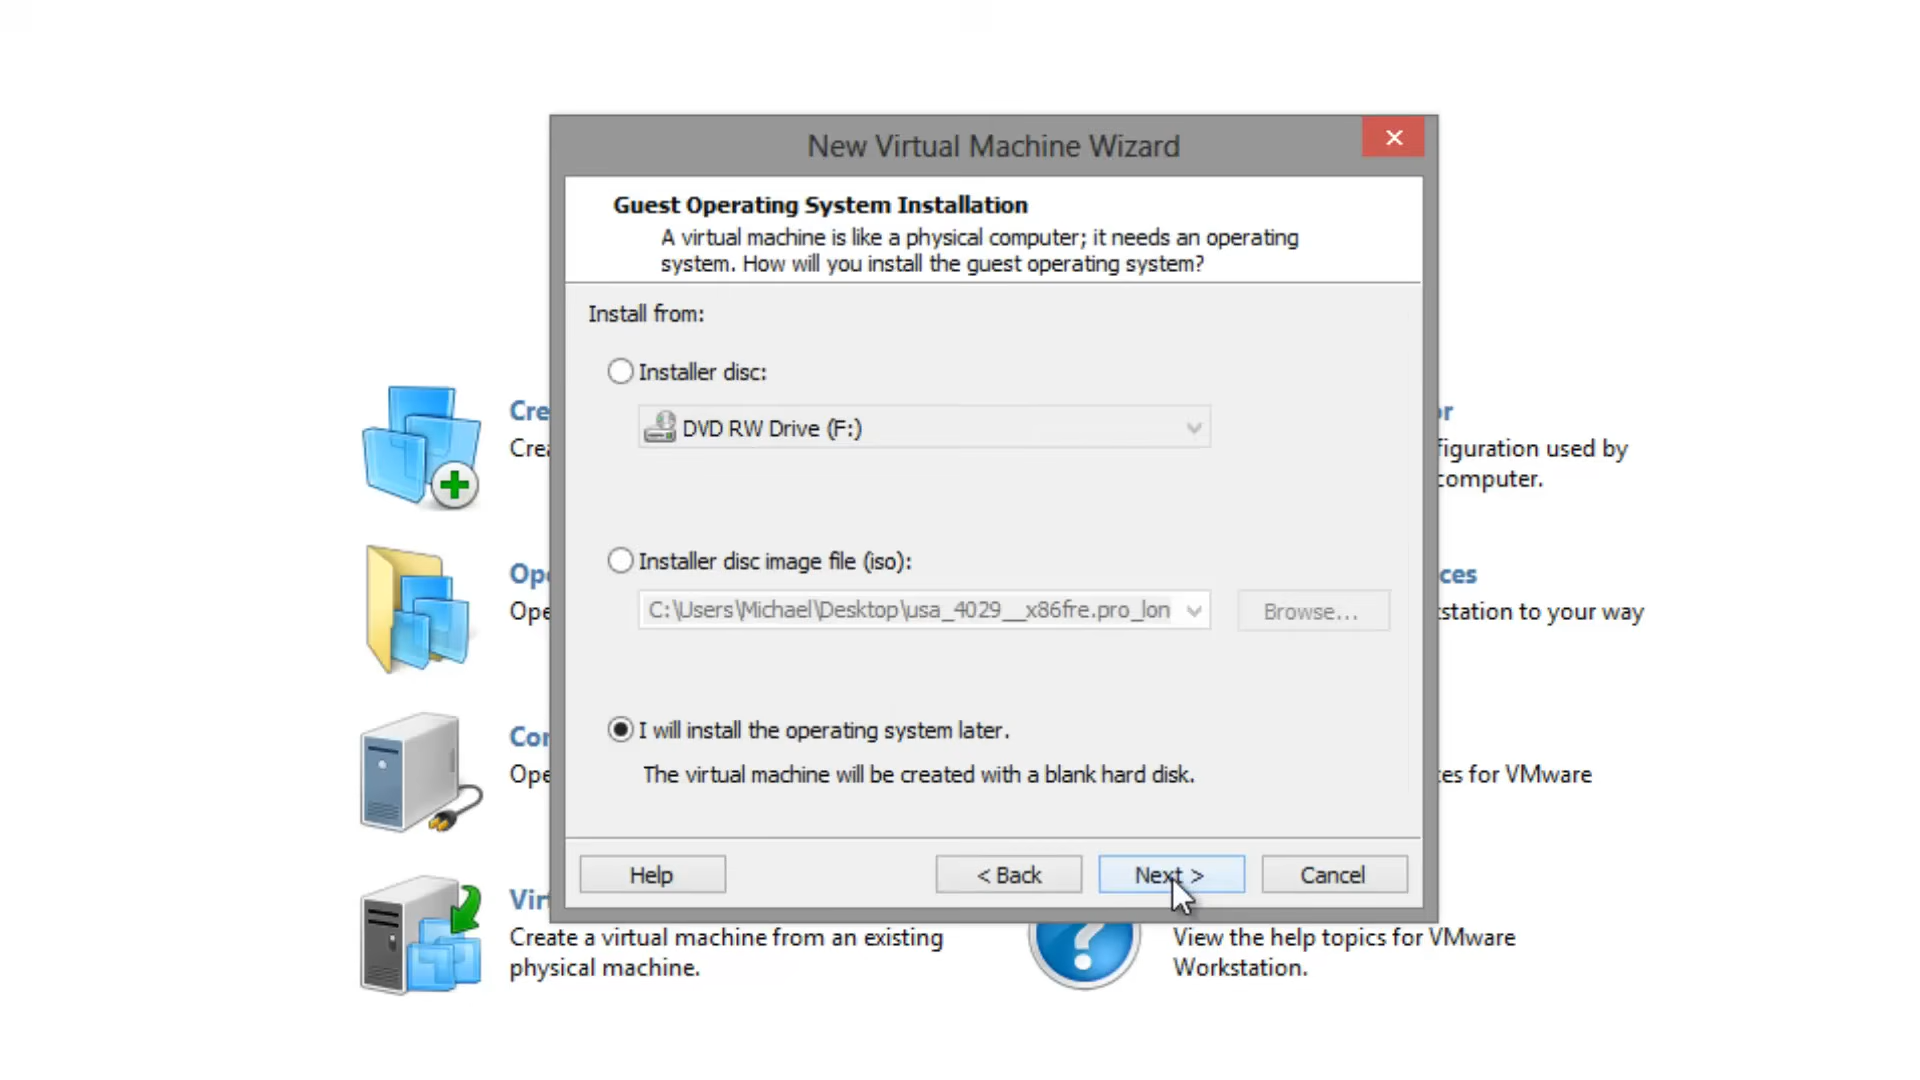 New Virtual Machine Wizard
Guest Operating System Installation
A virtual machine is like a physical computer; it needs an operating
system. How will you install the guest operating system?
Install from:
Installer disc:
DVD RW Drive (F:)
Installer disc image file (iso):
C:\Users\Michael\Desktop\usa_4029__x86fre.pro_lon
Browse...
I will install the operating system later.
The virtual machine will be created with a blank hard disk.
Help
< Back
Next >
Cancel
Cre
Crea
Ope
Ope
Con
Ope
Virt
Create a virtual machine from an existing
physical machine.
or
figuration used by
computer.
ces
station to your way
es for VMware
View the help topics for VMware
Workstation.